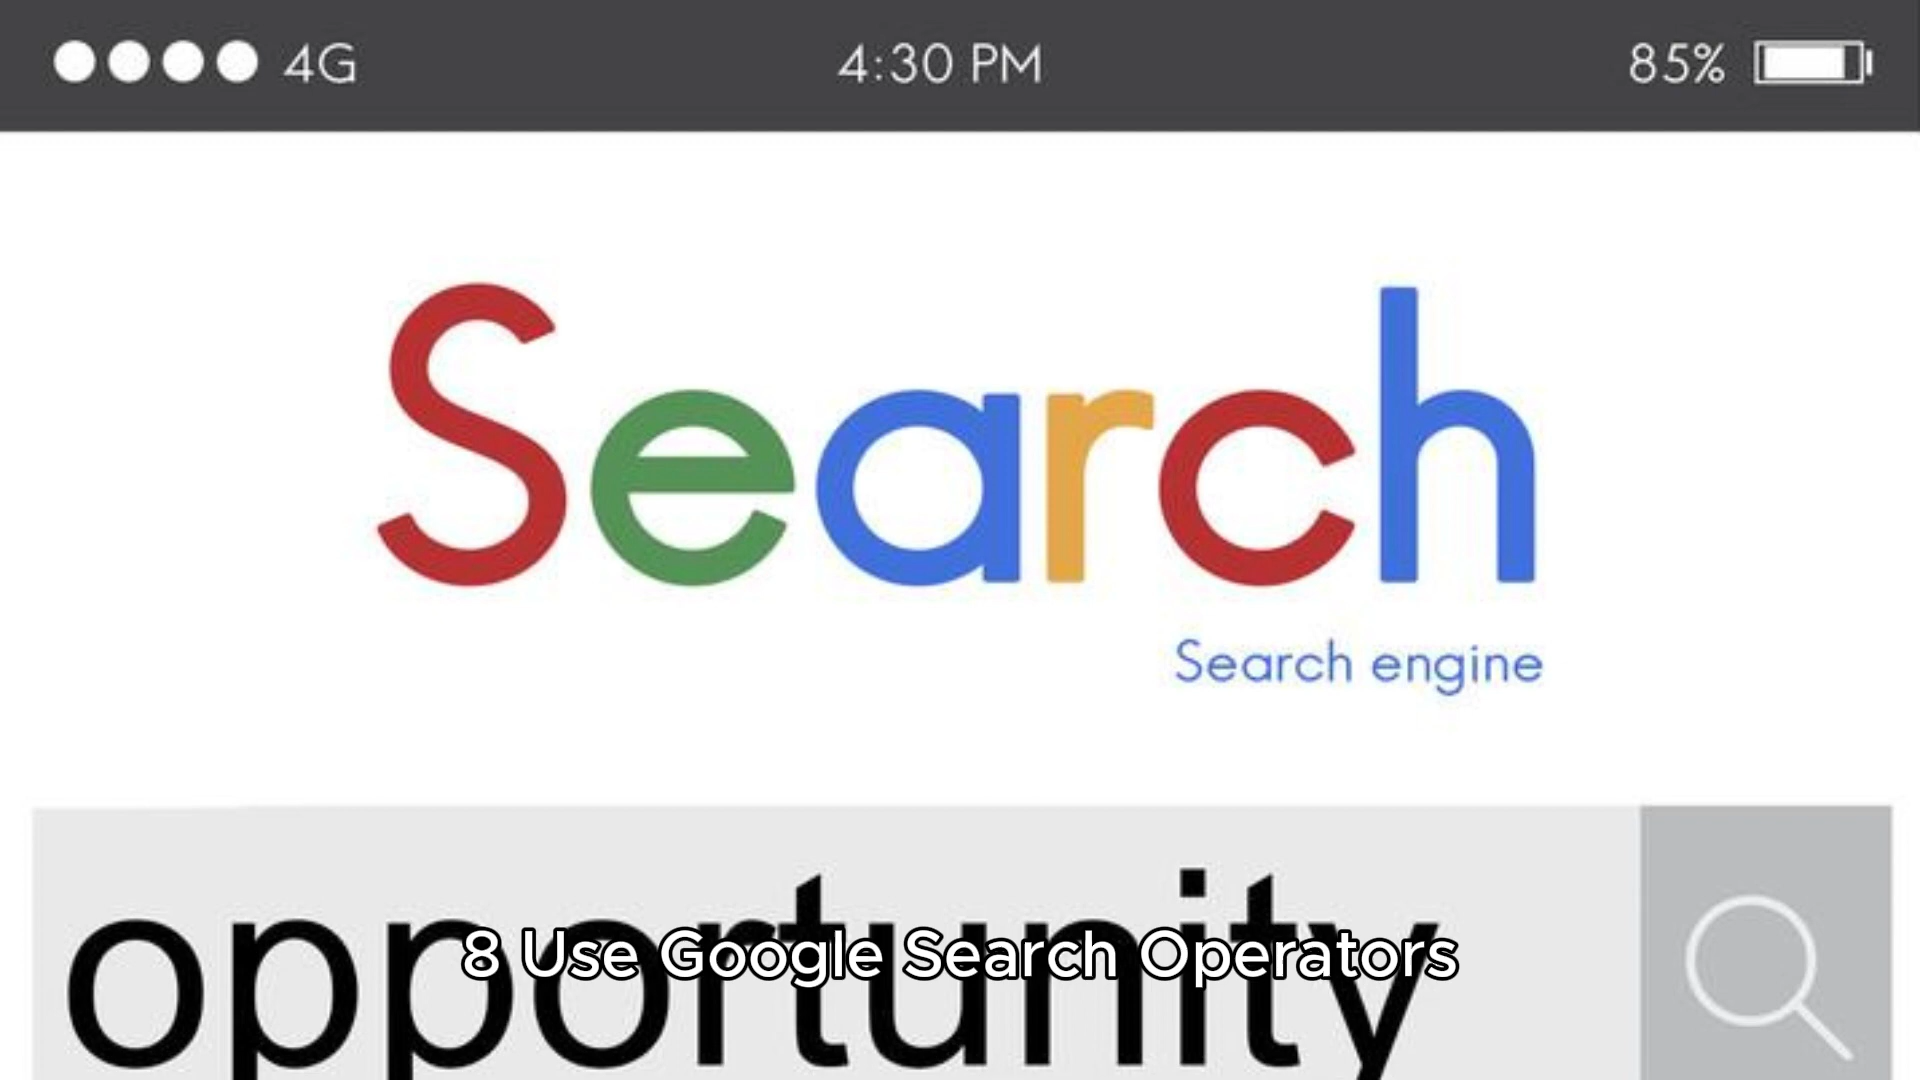 4G 4:30 PM 85%
Search
Search engine
opportunity
8 Use Google Search Operators